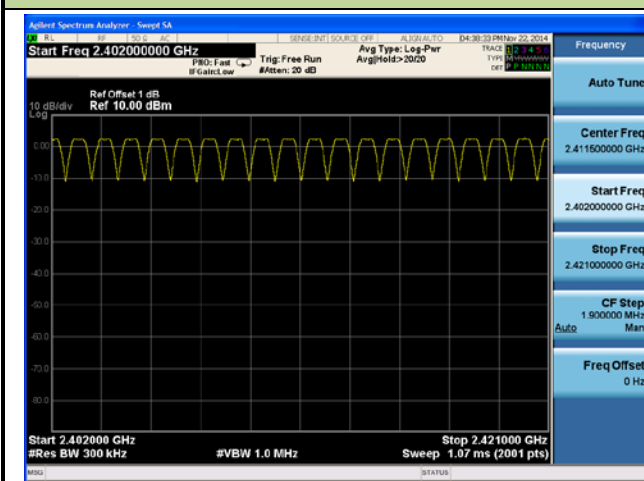 Agilent Spectrum Analyzer - Swept SA
RL RF 50 Ω AC SENSE:INT SOURCE OFF ALIGN AUTO 04:38:33 PM Nov 22, 2014
Start Freq 2.402000000 GHz
PNO: Fast
IFGain:Low
Trig: Free Run
#Atten: 20 dB
Avg Type: Log-Pwr
Avg|Hold:>20/20
TRACE 1 2 3 4 5 6
TYPE M
DET P P N N N N
Ref Offset 1 dB
10 dB/div Ref 10.00 dBm
Log
0.00
-10.0
-20.0
-30.0
-40.0
-50.0
-60.0
-70.0
-80.0
Start 2.402000 GHz Stop 2.421000 GHz
#Res BW 300 kHz #VBW 1.0 MHz Sweep 1.07 ms (2001 pts)
MSG STATUS
Frequency
Auto Tune
Center Freq
2.411500000 GHz
Start Freq
2.402000000 GHz
Stop Freq
2.421000000 GHz
CF Step
1.900000 MHz
Auto Man
Freq Offset
0 Hz